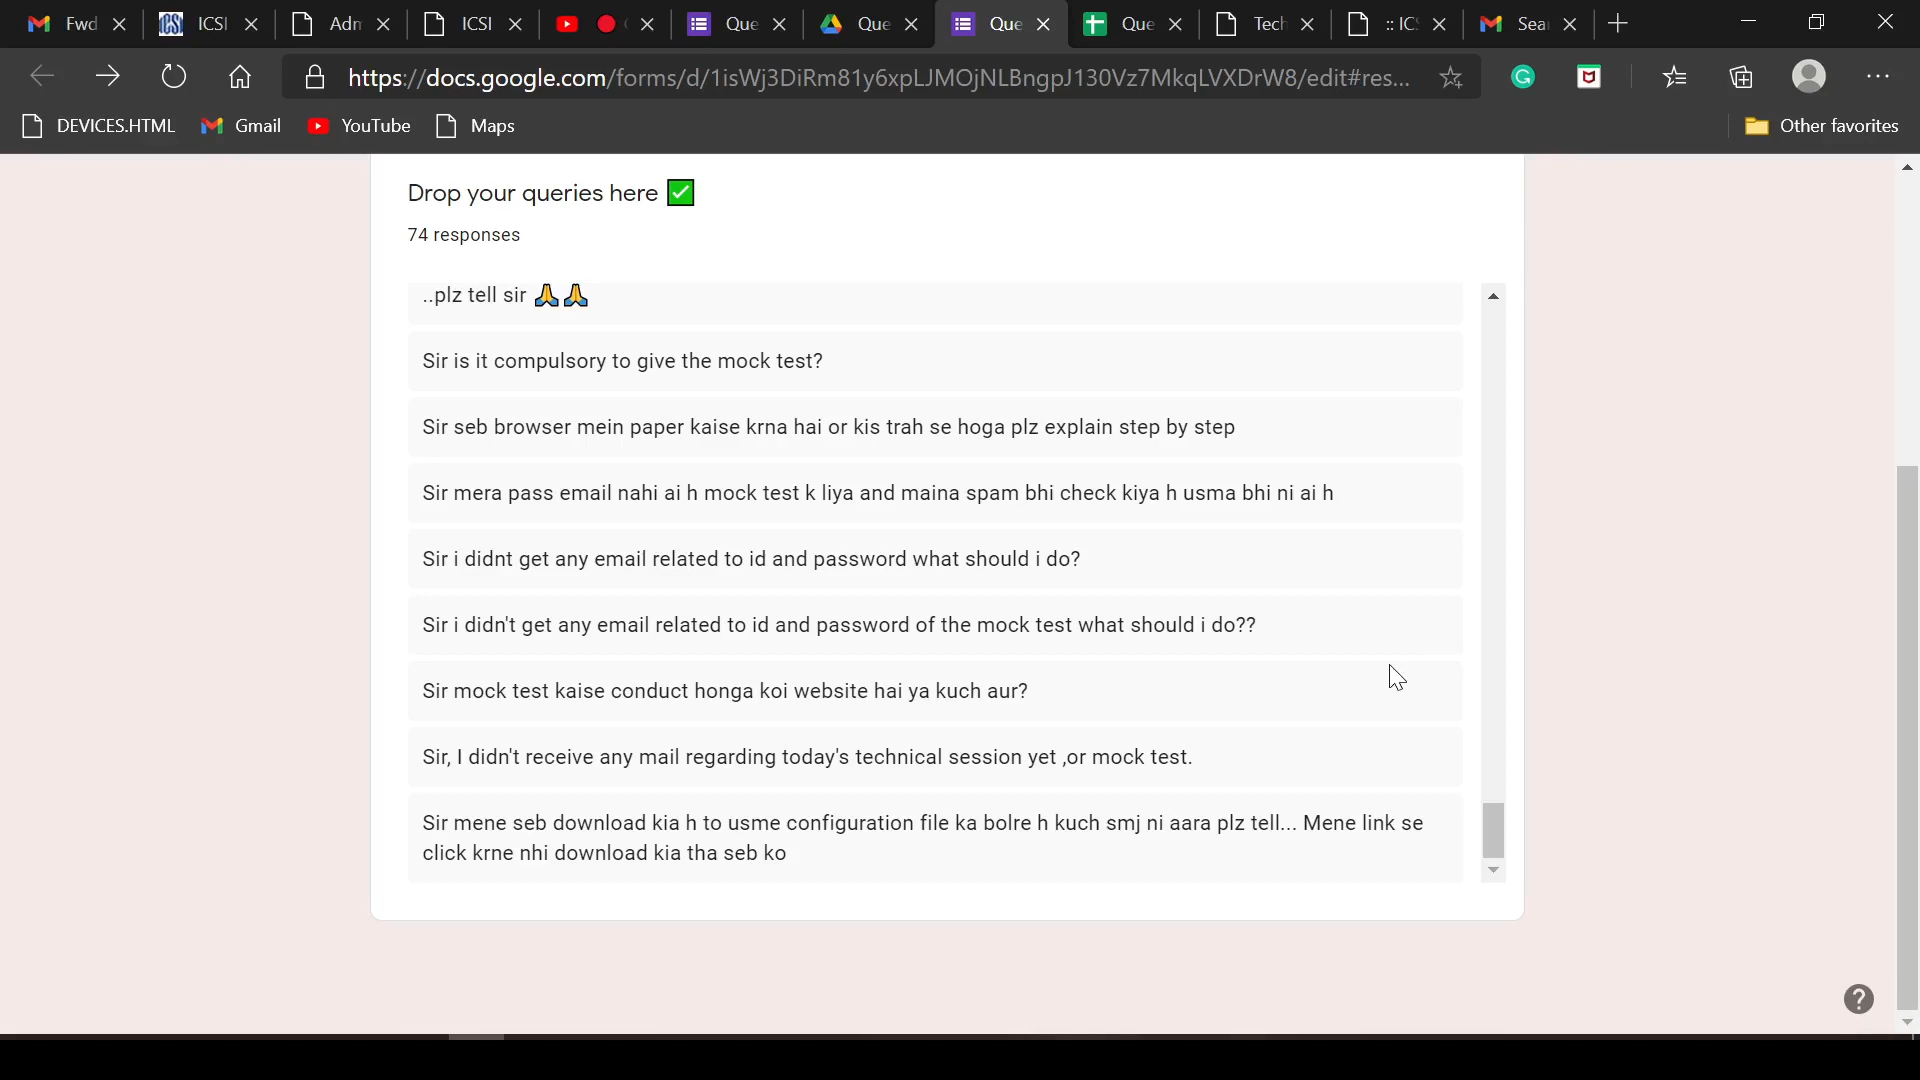 Fwd
ICSI
Adm
ICSI
Que
Que
Que
Que
Tech
:: IC
Sea
https://docs.google.com/forms/d/1isWj3DiRm81y6xpLJMOjNLBngpJ130Vz7MkqLVXDrW8/edit#res...
DEVICES.HTML
Gmail
YouTube
Maps
Other favorites
Drop your queries here ✅
74 responses
..plz tell sir 🙏🙏
Sir is it compulsory to give the mock test?
Sir seb browser mein paper kaise krna hai or kis trah se hoga plz explain step by step
Sir mera pass email nahi ai h mock test k liya and maina spam bhi check kiya h usma bhi ni ai h
Sir i didnt get any email related to id and password what should i do?
Sir i didn't get any email related to id and password of the mock test what should i do??
Sir mock test kaise conduct honga koi website hai ya kuch aur?
Sir, I didn't receive any mail regarding today's technical session yet ,or mock test.
Sir mene seb download kia h to usme configuration file ka bolre h kuch smj ni aara plz tell... Mene link se
click krne nhi download kia tha seb ko